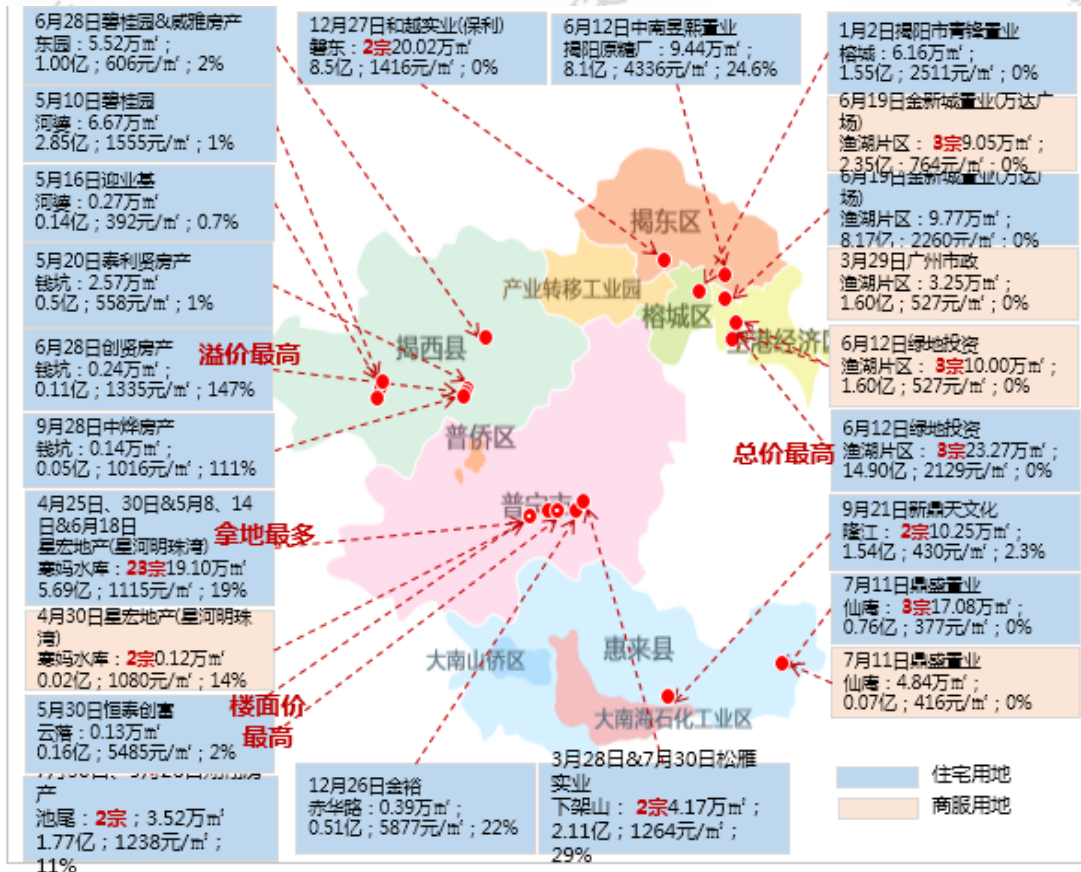 6月28日碧桂园&威雅房产
东园：5.52万㎡；
1.00亿；606元/㎡；2%
5月10日碧桂园
河婆：6.67万㎡
2.85亿；1555元/㎡；1%
5月16日迎业基
河婆：0.27万㎡
0.14亿；392元/㎡；0.7%
5月20日泰利贤房产
钱坑：2.57万㎡
0.5亿；558元/㎡；1%
6月28日创贤房产
钱坑：0.24万㎡；
0.11亿；1335元/㎡；147%
9月28日中烨房产
钱坑：0.14万㎡；
0.05亿；1016元/㎡；111%
4月25日、30日&5月8、14
日&6月18日
星宏地产(星河明珠湾)
寒妈水库：23宗19.10万㎡；
5.69亿；1115元/㎡；19%
4月30日星宏地产(星河明珠
湾)
寒妈水库：2宗0.12万㎡
0.02亿；1080元/㎡；14%
5月30日恒泰创富
云落：0.13万㎡
0.16亿；5485元/㎡；2%
产
池尾：2宗；3.52万㎡
1.77亿；1238元/㎡；
11%
12月27日和越实业(保利)
磐东：2宗20.02万㎡；
8.5亿；1416元/㎡；0%
6月12日中南昱熙置业
揭阳原糖厂：9.44万㎡；
8.1亿；4336元/㎡；24.6%
1月2日揭阳市青锋置业
榕城：6.16万㎡；
1.55亿；2511元/㎡；0%
6月19日金新城置业(万达广
场)
渔湖片区：3宗9.05万㎡；
2.35亿；764元/㎡；0%
6月19日金新城置业(万达广
场)
渔湖片区：9.77万㎡；
8.17亿；2260元/㎡；0%
3月29日广州市政
渔湖片区：3.25万㎡；
1.60亿；527元/㎡；0%
6月12日绿地投资
渔湖片区：3宗10.00万㎡；
1.60亿；527元/㎡；0%
6月12日绿地投资
渔湖片区：3宗23.27万㎡；
14.90亿；2129元/㎡；0%
9月21日新鼎天文化
隆江：2宗10.25万㎡；
1.54亿；430元/㎡；2.3%
7月11日鼎盛置业
仙庵：3宗17.08万㎡；
0.76亿；377元/㎡；0%
7月11日鼎盛置业
仙庵：4.84万㎡；
0.07亿；416元/㎡；0%
12月26日金裕
赤华路：0.39万㎡；
0.51亿；5877元/㎡；22%
3月28日&7月30日松雁
实业
下架山：2宗4.17万㎡；
2.11亿；1264元/㎡；
29%
溢价最高
拿地最多
楼面价
最高
总价最高
揭东区
产业转移工业园
榕城区
港经济区
揭西县
普侨区
普宁市
惠来县
大南山侨区
大南海石化工业区
住宅用地
商服用地